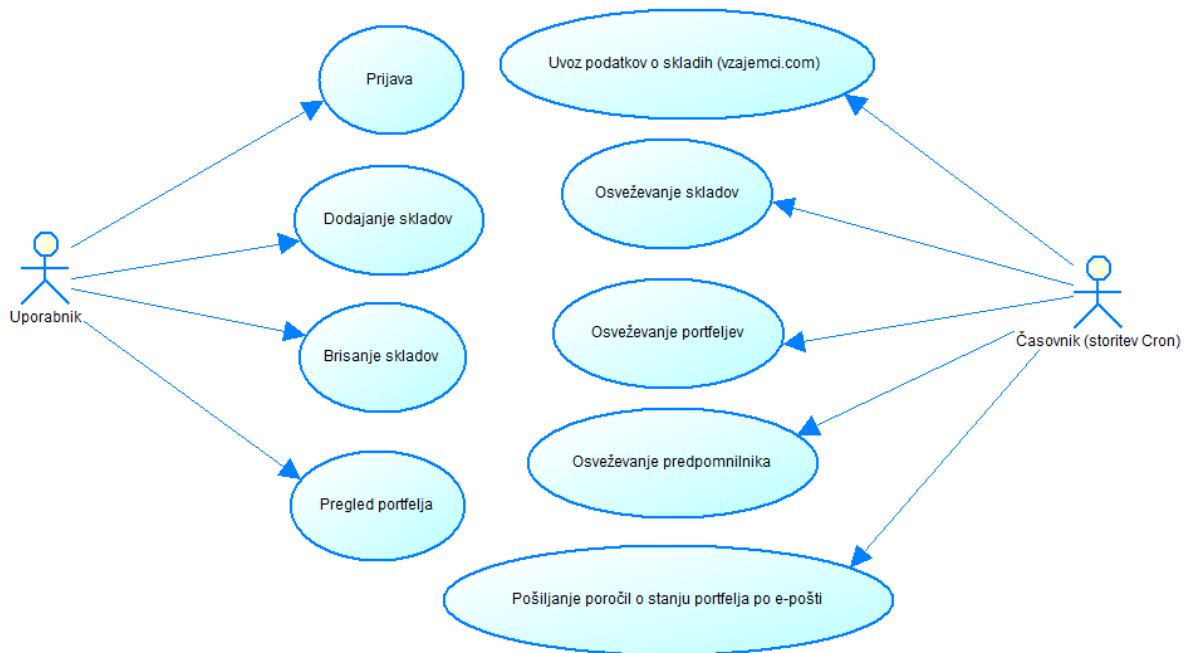 Prijava
Uvoz podatkov o skladih (vzajemci.com)
Dodajanje skladov
Osveževanje skladov
Uporabnik
Brisanje skladov
Osveževanje portfeljev
Časovnik (storitev Cron)
Osveževanje predpomnilnika
Pregled portfelja
Pošiljanje poročil o stanju portfelja po e-pošti